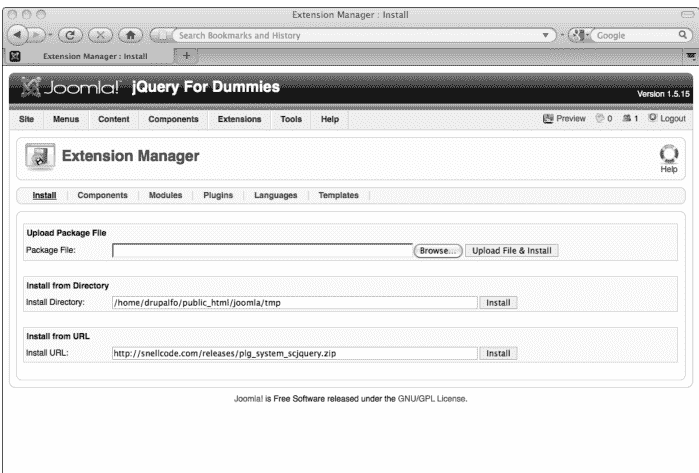 Extension Manager : Install
Search Bookmarks and History
Google
Extension Manager : Install
+
Joomla! jQuery For Dummies
Version 1.5.15
Site Menus Content Components Extensions Tools Help Preview 0 1 Logout
Extension Manager
Help
Install Components Modules Plugins Languages Templates
Upload Package File
Package File: Browse... Upload File & Install
Install from Directory
Install Directory: /home/drupalfo/public_html/joomla/tmp Install
Install from URL
Install URL: http://snellcode.com/releases/plg_system_scjquery.zip Install
Joomla! is Free Software released under the GNU/GPL License.